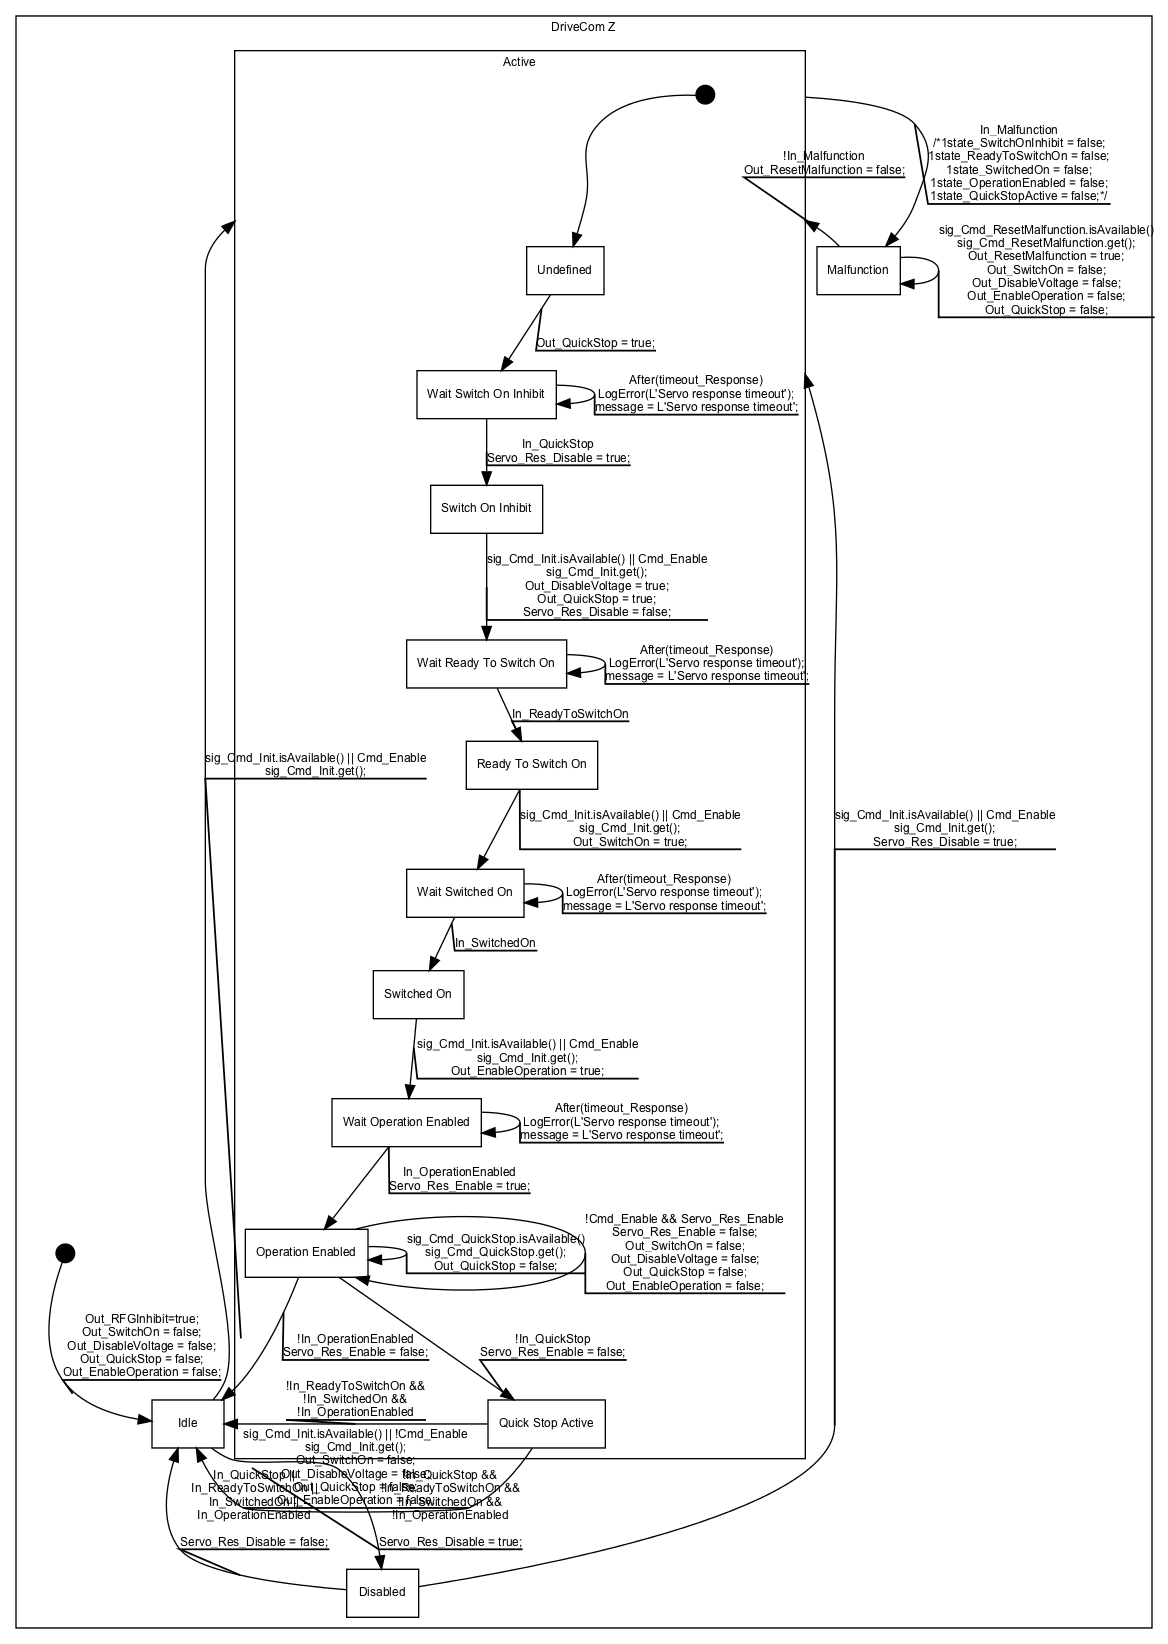 DriveCom Z
Active
In_Malfunction
/*1state_SwitchOnInhibit = false;
1state_ReadyToSwitchOn = false;
1state_SwitchedOn = false;
1state_OperationEnabled = false;
1state_QuickStopActive = false;*/
!In_Malfunction
Out_ResetMalfunction = false;
Undefined
Malfunction
sig_Cmd_ResetMalfunction.isAvailable()
sig_Cmd_ResetMalfunction.get();
Out_ResetMalfunction = true;
Out_SwitchOn = false;
Out_DisableVoltage = false;
Out_EnableOperation = false;
Out_QuickStop = false;
Out_QuickStop = true;
Wait Switch On Inhibit
After(timeout_Response)
LogError(L'Servo response timeout');
message = L'Servo response timeout';
In_QuickStop
Servo_Res_Disable = true;
Switch On Inhibit
sig_Cmd_Init.isAvailable() || Cmd_Enable
sig_Cmd_Init.get();
Out_DisableVoltage = true;
Out_QuickStop = true;
Servo_Res_Disable = false;
Wait Ready To Switch On
After(timeout_Response)
LogError(L'Servo response timeout');
message = L'Servo response timeout';
In_ReadyToSwitchOn
sig_Cmd_Init.isAvailable() || Cmd_Enable
sig_Cmd_Init.get();
Ready To Switch On
sig_Cmd_Init.isAvailable() || Cmd_Enable
sig_Cmd_Init.get();
Out_SwitchOn = true;
sig_Cmd_Init.isAvailable() || Cmd_Enable
sig_Cmd_Init.get();
Servo_Res_Disable = true;
Wait Switched On
After(timeout_Response)
LogError(L'Servo response timeout');
message = L'Servo response timeout';
In_SwitchedOn
Switched On
sig_Cmd_Init.isAvailable() || Cmd_Enable
sig_Cmd_Init.get();
Out_EnableOperation = true;
Wait Operation Enabled
After(timeout_Response)
LogError(L'Servo response timeout');
message = L'Servo response timeout';
In_OperationEnabled
Servo_Res_Enable = true;
Operation Enabled
sig_Cmd_QuickStop.isAvailable()
sig_Cmd_QuickStop.get();
Out_QuickStop = false;
!Cmd_Enable && Servo_Res_Enable
Servo_Res_Enable = false;
Out_SwitchOn = false;
Out_DisableVoltage = false;
Out_QuickStop = false;
Out_EnableOperation = false;
Out_RFGInhibit=true;
Out_SwitchOn = false;
Out_DisableVoltage = false;
Out_QuickStop = false;
Out_EnableOperation = false;
!In_OperationEnabled
Servo_Res_Enable = false;
!In_QuickStop
Servo_Res_Enable = false;
!In_ReadyToSwitchOn &&
!In_SwitchedOn &&
!In_OperationEnabled
Idle
Quick Stop Active
sig_Cmd_Init.isAvailable() || !Cmd_Enable
sig_Cmd_Init.get();
Out_SwitchOn = false;
Out_DisableVoltage = false;
Out_QuickStop = false;
Out_EnableOperation = false;
In_QuickStop ||
In_ReadyToSwitchOn ||
In_SwitchedOn ||
In_OperationEnabled
Servo_Res_Disable = false;
!In_QuickStop &&
!In_ReadyToSwitchOn &&
!In_SwitchedOn &&
!In_OperationEnabled
Servo_Res_Disable = true;
Disabled